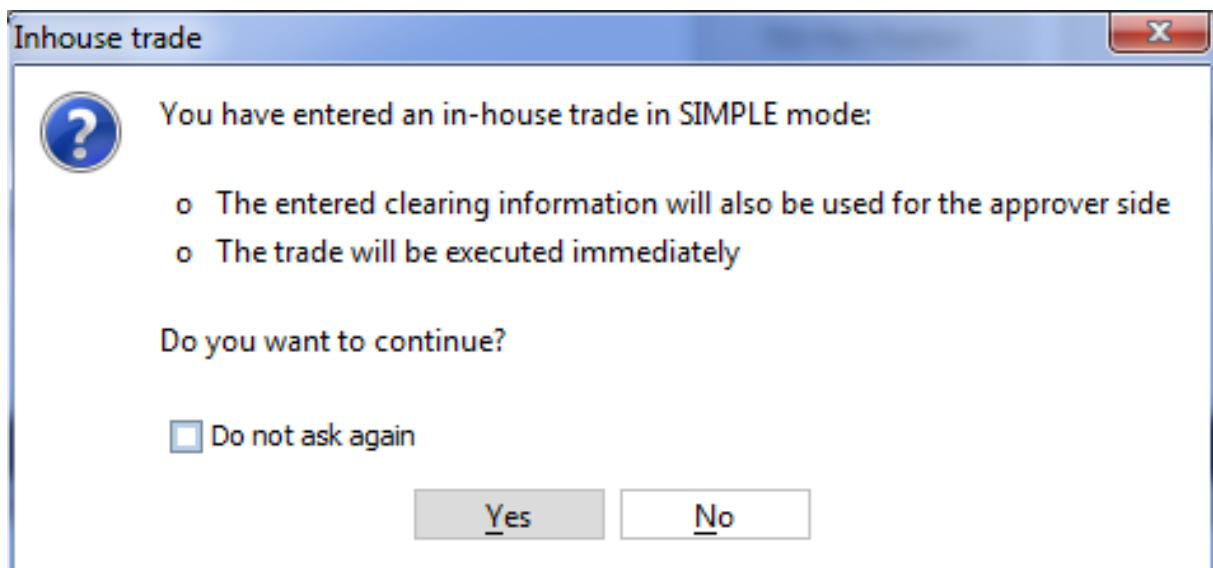 Inhouse trade
You have entered an in-house trade in SIMPLE mode:
o The entered clearing information will also be used for the approver side
o The trade will be executed immediately
Do you want to continue?
Do not ask again
Yes
No